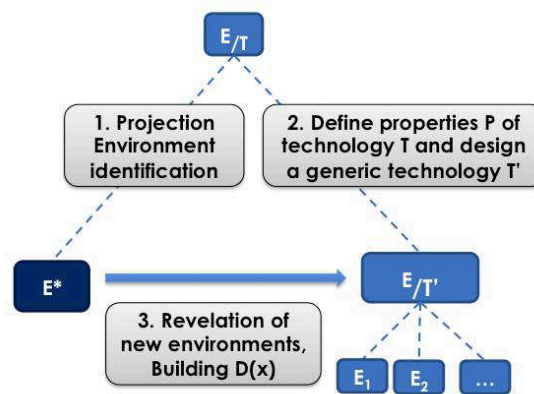 E/T
1. Projection
Environment
identification
2. Define properties P of
technology T and design
a generic technology T'
E*
E/T'
3. Revelation of
new environments,
Building D(x)
E1
E2
...